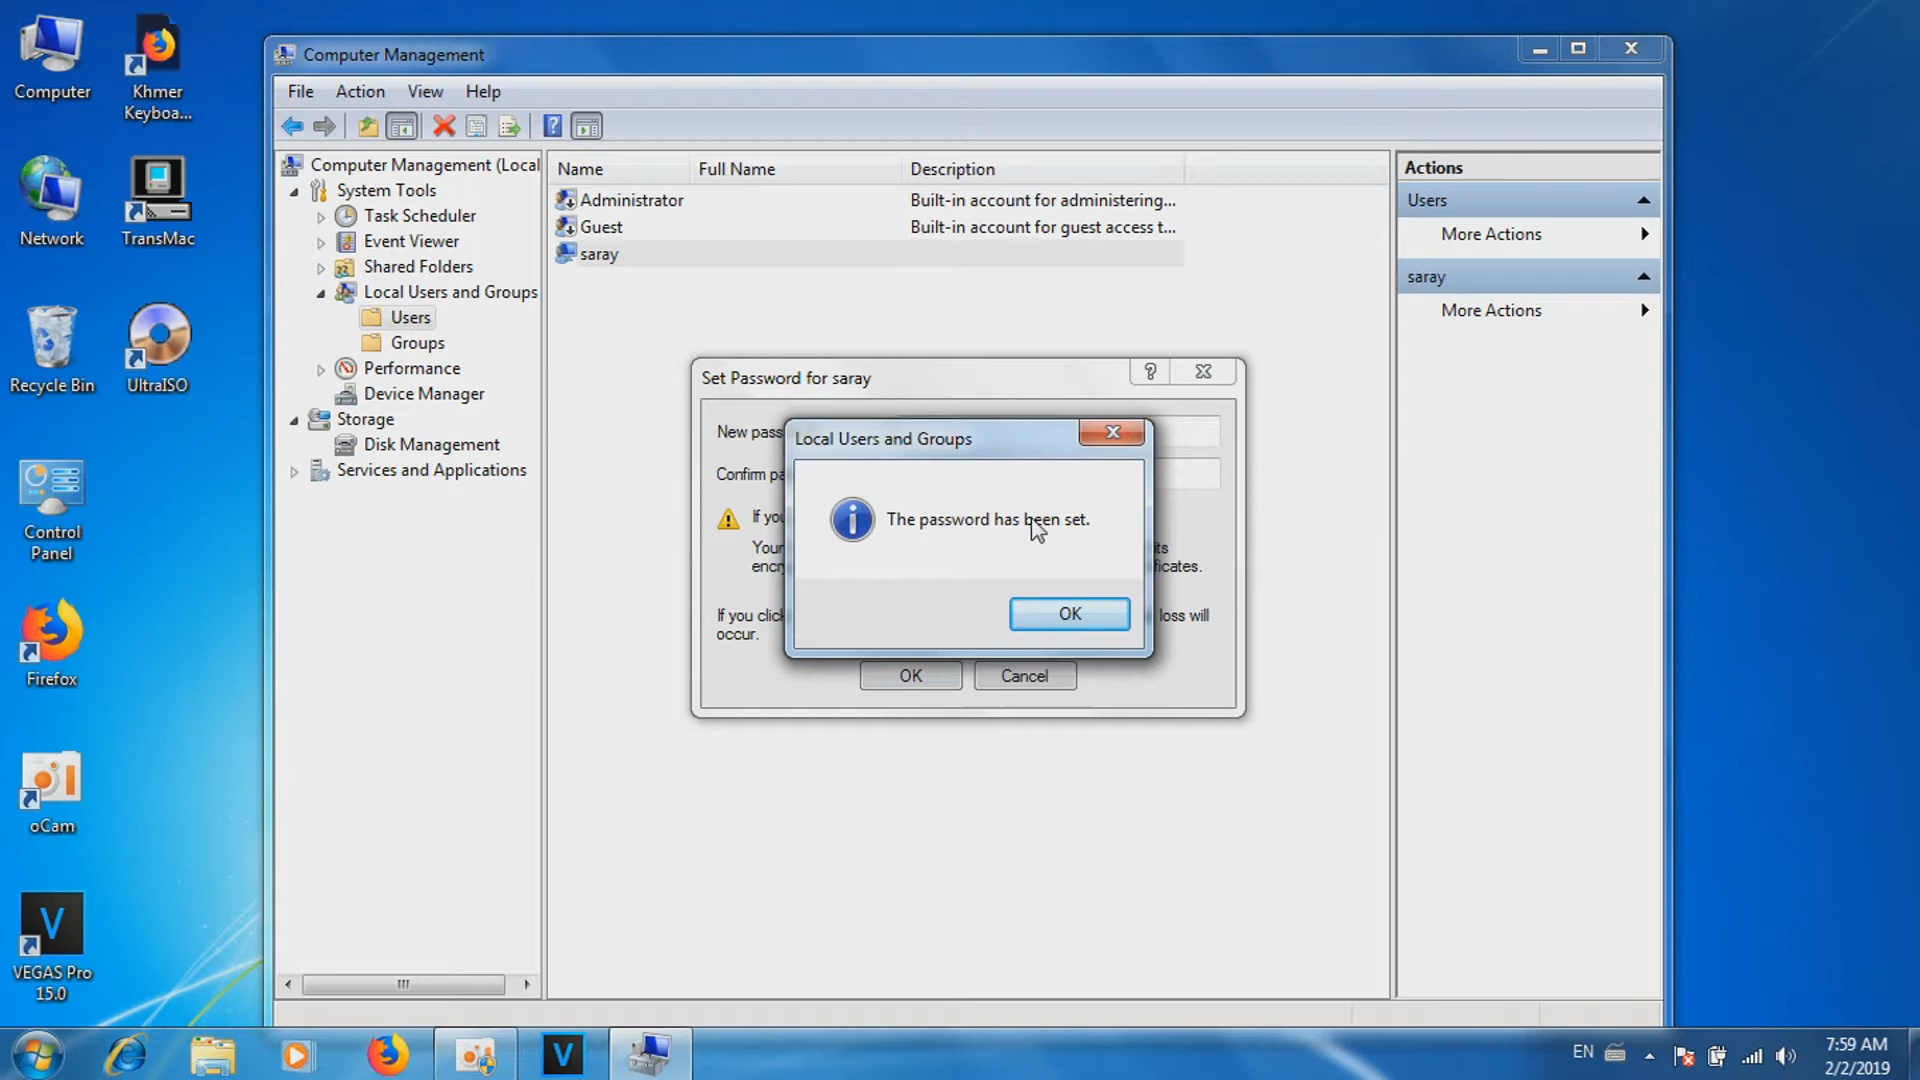 Computer
Khmer
Keyboa...
Network
TransMac
Recycle Bin
UltraISO
Control
Panel
Firefox
oCam
VEGAS Pro
15.0
Computer Management
File Action View Help
Computer Management (Local
System Tools
Task Scheduler
Event Viewer
Shared Folders
Local Users and Groups
Users
Groups
Performance
Device Manager
Storage
Disk Management
Services and Applications
Name Full Name Description
Administrator Built-in account for administering...
Guest Built-in account for guest access t...
saray
Actions
Users
More Actions
saray
More Actions
Set Password for saray
New pass
Confirm pa
If you
Your its
encry ficates.
If you click loss will
occur.
OK Cancel
Local Users and Groups
The password has been set.
OK
EN
7:59 AM
2/2/2019